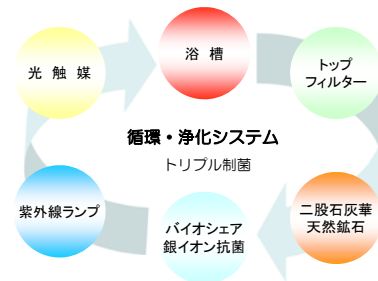 光触媒
浴槽
トップ
フィルター
循環・浄化システム
トリプル制菌
紫外線ランプ
バイオシェア
銀イオン抗菌
二股石灰華
天然鉱石